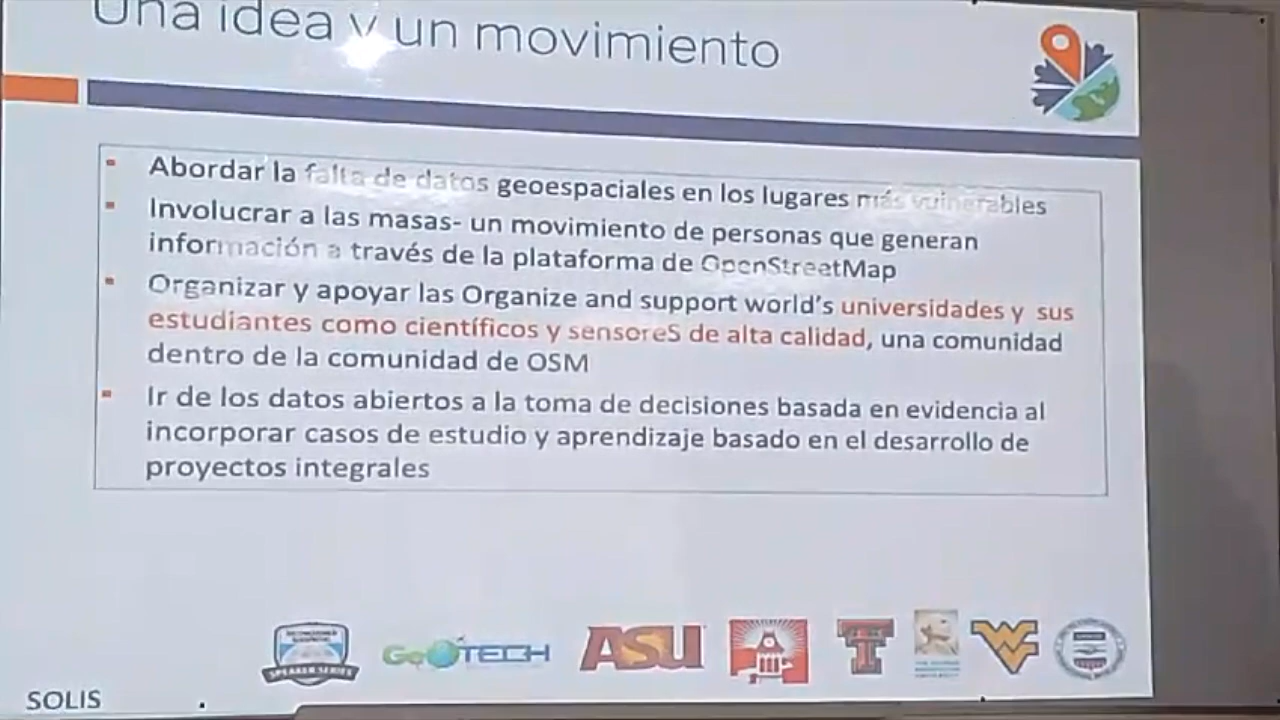 Una idea y un movimiento
Abordar la falta de datos geoespaciales en los lugares más vulnerables
Involucrar a las masas- un movimiento de personas que generan
información a través de la plataforma de OpenStreetMap
Organizar y apoyar las Organize and support world's universidades y sus
estudiantes como científicos y sensoreS de alta calidad, una comunidad
dentro de la comunidad de OSM
Ir de los datos abiertos a la toma de decisiones basada en evidencia al
incorporar casos de estudio y aprendizaje basado en el desarrollo de
proyectos integrales
SPEAKER SERIES
GeoTECH
ASU
SOLIS